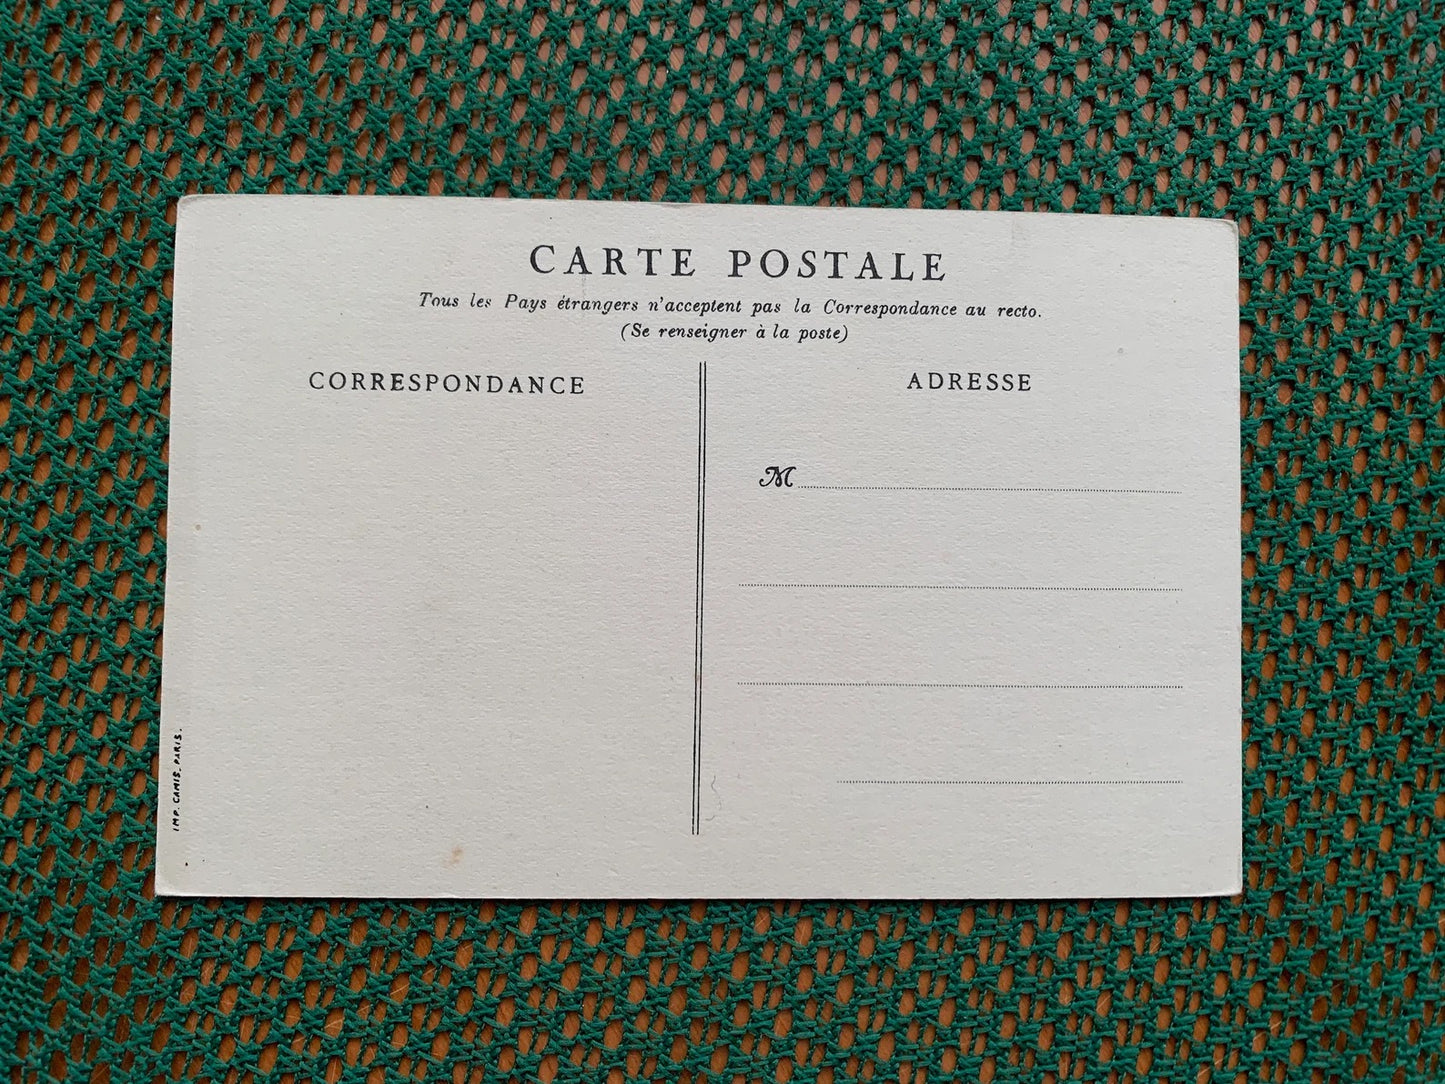 CARTE POSTALE
Tous les Pays étrangers n'acceptent pas la Correspondance au recto.
(Se renseigner à la poste)
CORRESPONDANCE
ADRESSE
M
IMP. CAMIS. PARIS.